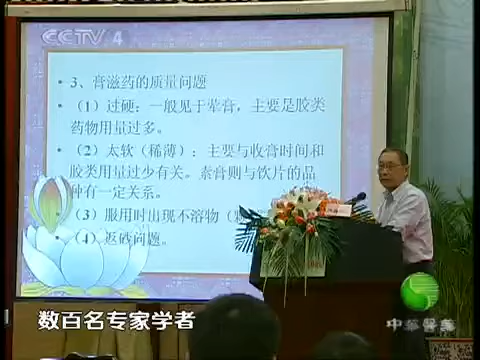 CCTV 4
• 3、膏滋药的质量问题
• （1）过硬：一般见于荤膏，主要是胶类
药物用量过多。
• （2）太软（稀薄）：主要与收膏时间和
胶类用量过少有关。素膏则与饮片的品
种有一定关系。
• （3）服用时出现不溶物
• （4）返砂问题。
数百名专家学者
中华医药